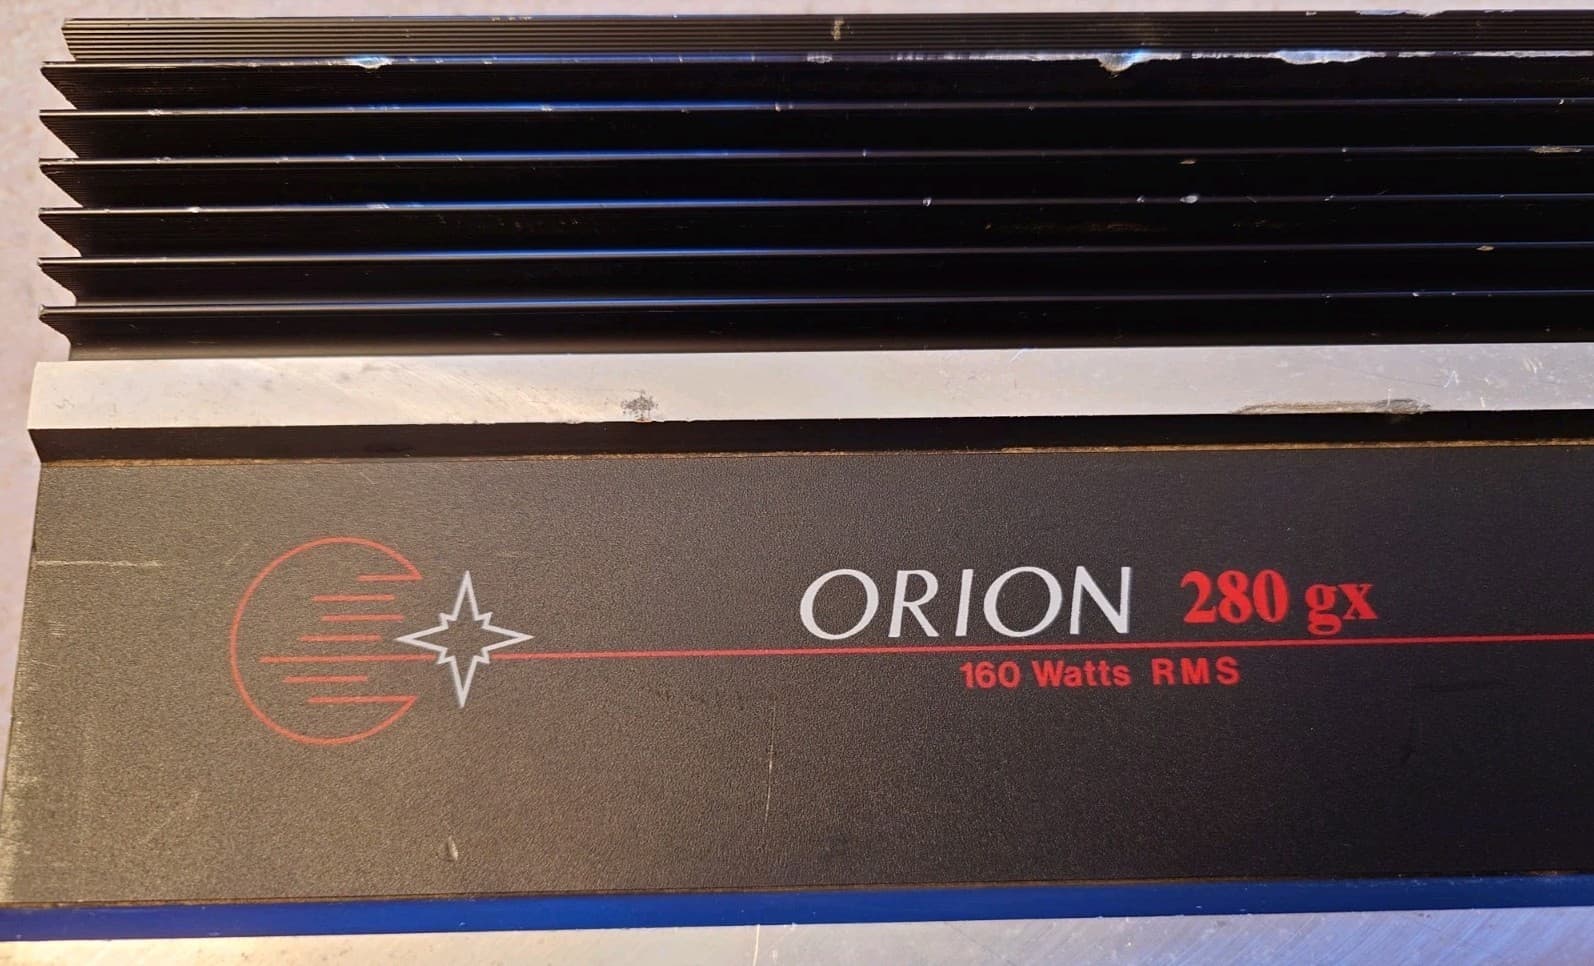 ORION 280 gx
160 Watts RMS